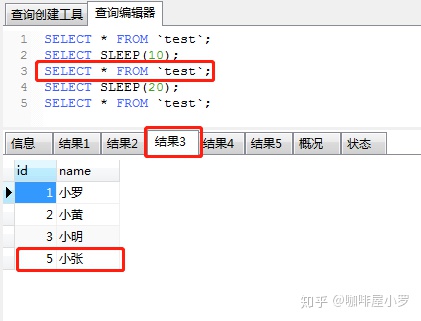 查询创建工具 查询编辑器
1 SELECT * FROM `test`;
2 SELECT SLEEP(10);
3 SELECT * FROM `test`;
4 SELECT SLEEP(20);
5 SELECT * FROM `test`;
信息 结果1 结果2 结果3 结果4 结果5 概况 状态
id name
1 小罗
2 小黄
3 小明
5 小张
知乎 @咖啡屋小罗